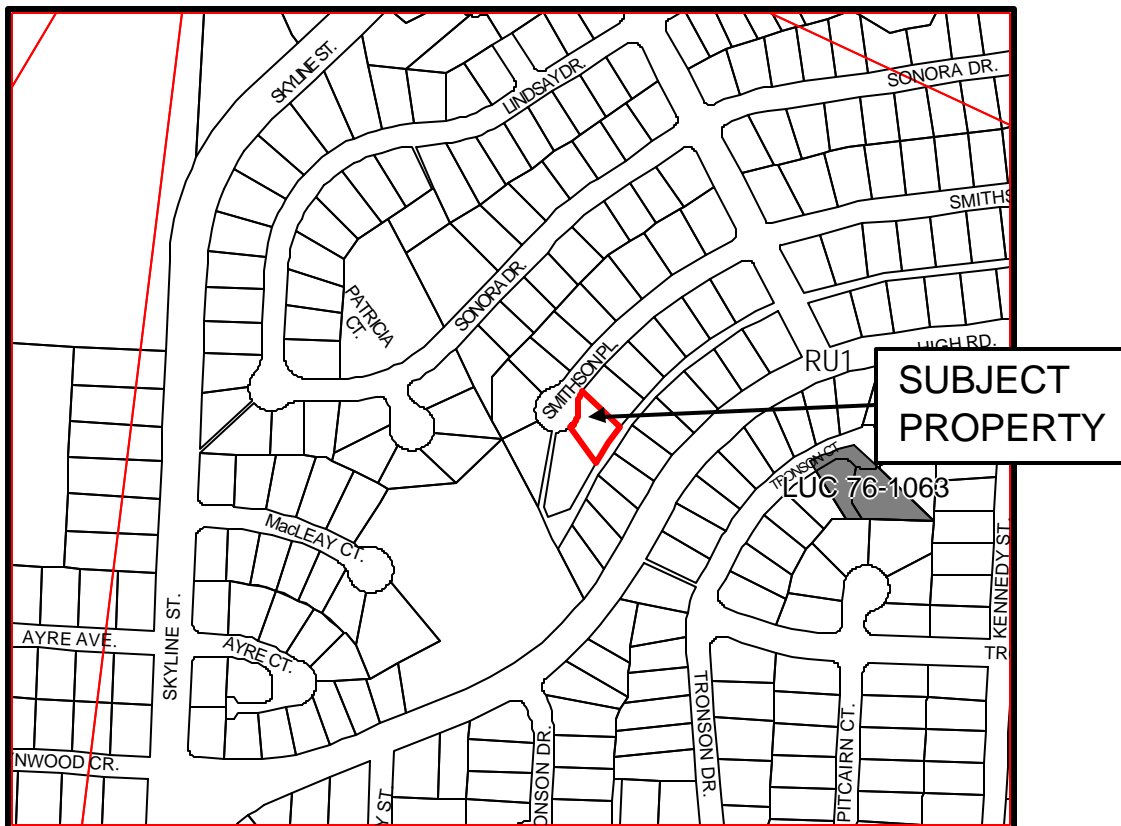 SKYLINE ST.
LINDSAY DR.
SONORA DR.
SMITHS
PATRICIA
CT.
SONORA DR.
SMITHSON PL.
RU1
HIGH RD.
SUBJECT
PROPERTY
TRONSON CT.
LUC 76-1063
MacLEAY CT.
KENNEDY ST.
AYRE AVE.
SKYLINE ST.
AYRE CT.
TR
TRONSON DR.
PITCAIRN CT.
NWOOD CR.
Y ST
ONSON DR.